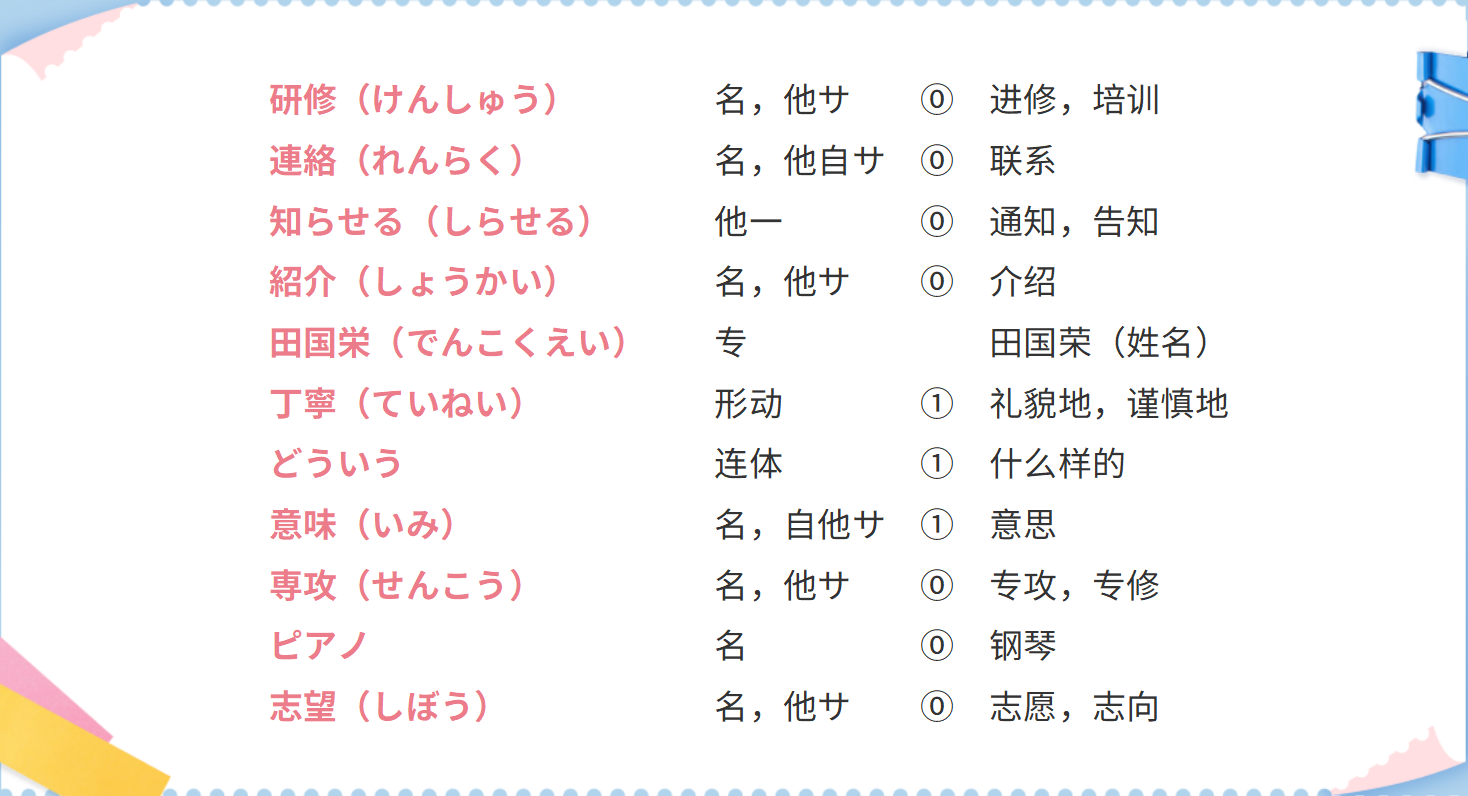 研修（けんしゅう） 名，他サ ⓪ 进修，培训
連絡（れんらく） 名，他自サ ⓪ 联系
知らせる（しらせる） 他一 ⓪ 通知，告知
紹介（しょうかい） 名，他サ ⓪ 介绍
田国栄（でんこくえい） 专 田国荣（姓名）
丁寧（ていねい） 形动 ① 礼貌地，谨慎地
どういう 连体 ① 什么样的
意味（いみ） 名，自他サ ① 意思
専攻（せんこう） 名，他サ ⓪ 专攻，专修
ピアノ 名 ⓪ 钢琴
志望（しぼう） 名，他サ ⓪ 志愿，志向